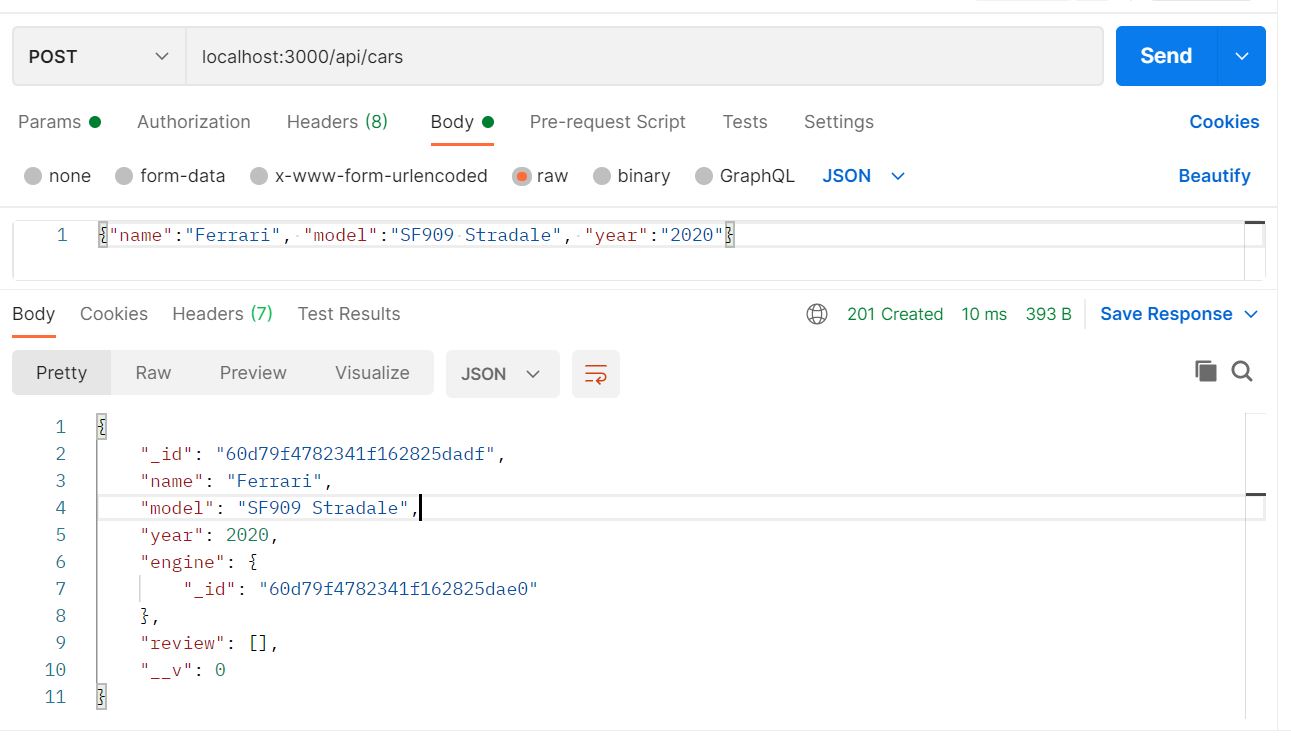 POST localhost:3000/api/cars Send
Params Authorization Headers (8) Body Pre-request Script Tests Settings Cookies
none form-data x-www-form-urlencoded raw binary GraphQL JSON Beautify
1 {"name":"Ferrari", "model":"SF909 Stradale", "year":"2020"}
Body Cookies Headers (7) Test Results 201 Created 10 ms 393 B Save Response
Pretty Raw Preview Visualize JSON
1 {
2 "_id": "60d79f4782341f162825dadf",
3 "name": "Ferrari",
4 "model": "SF909 Stradale",
5 "year": 2020,
6 "engine": {
7 "_id": "60d79f4782341f162825dae0"
8 },
9 "review": [],
10 "__v": 0
11 }